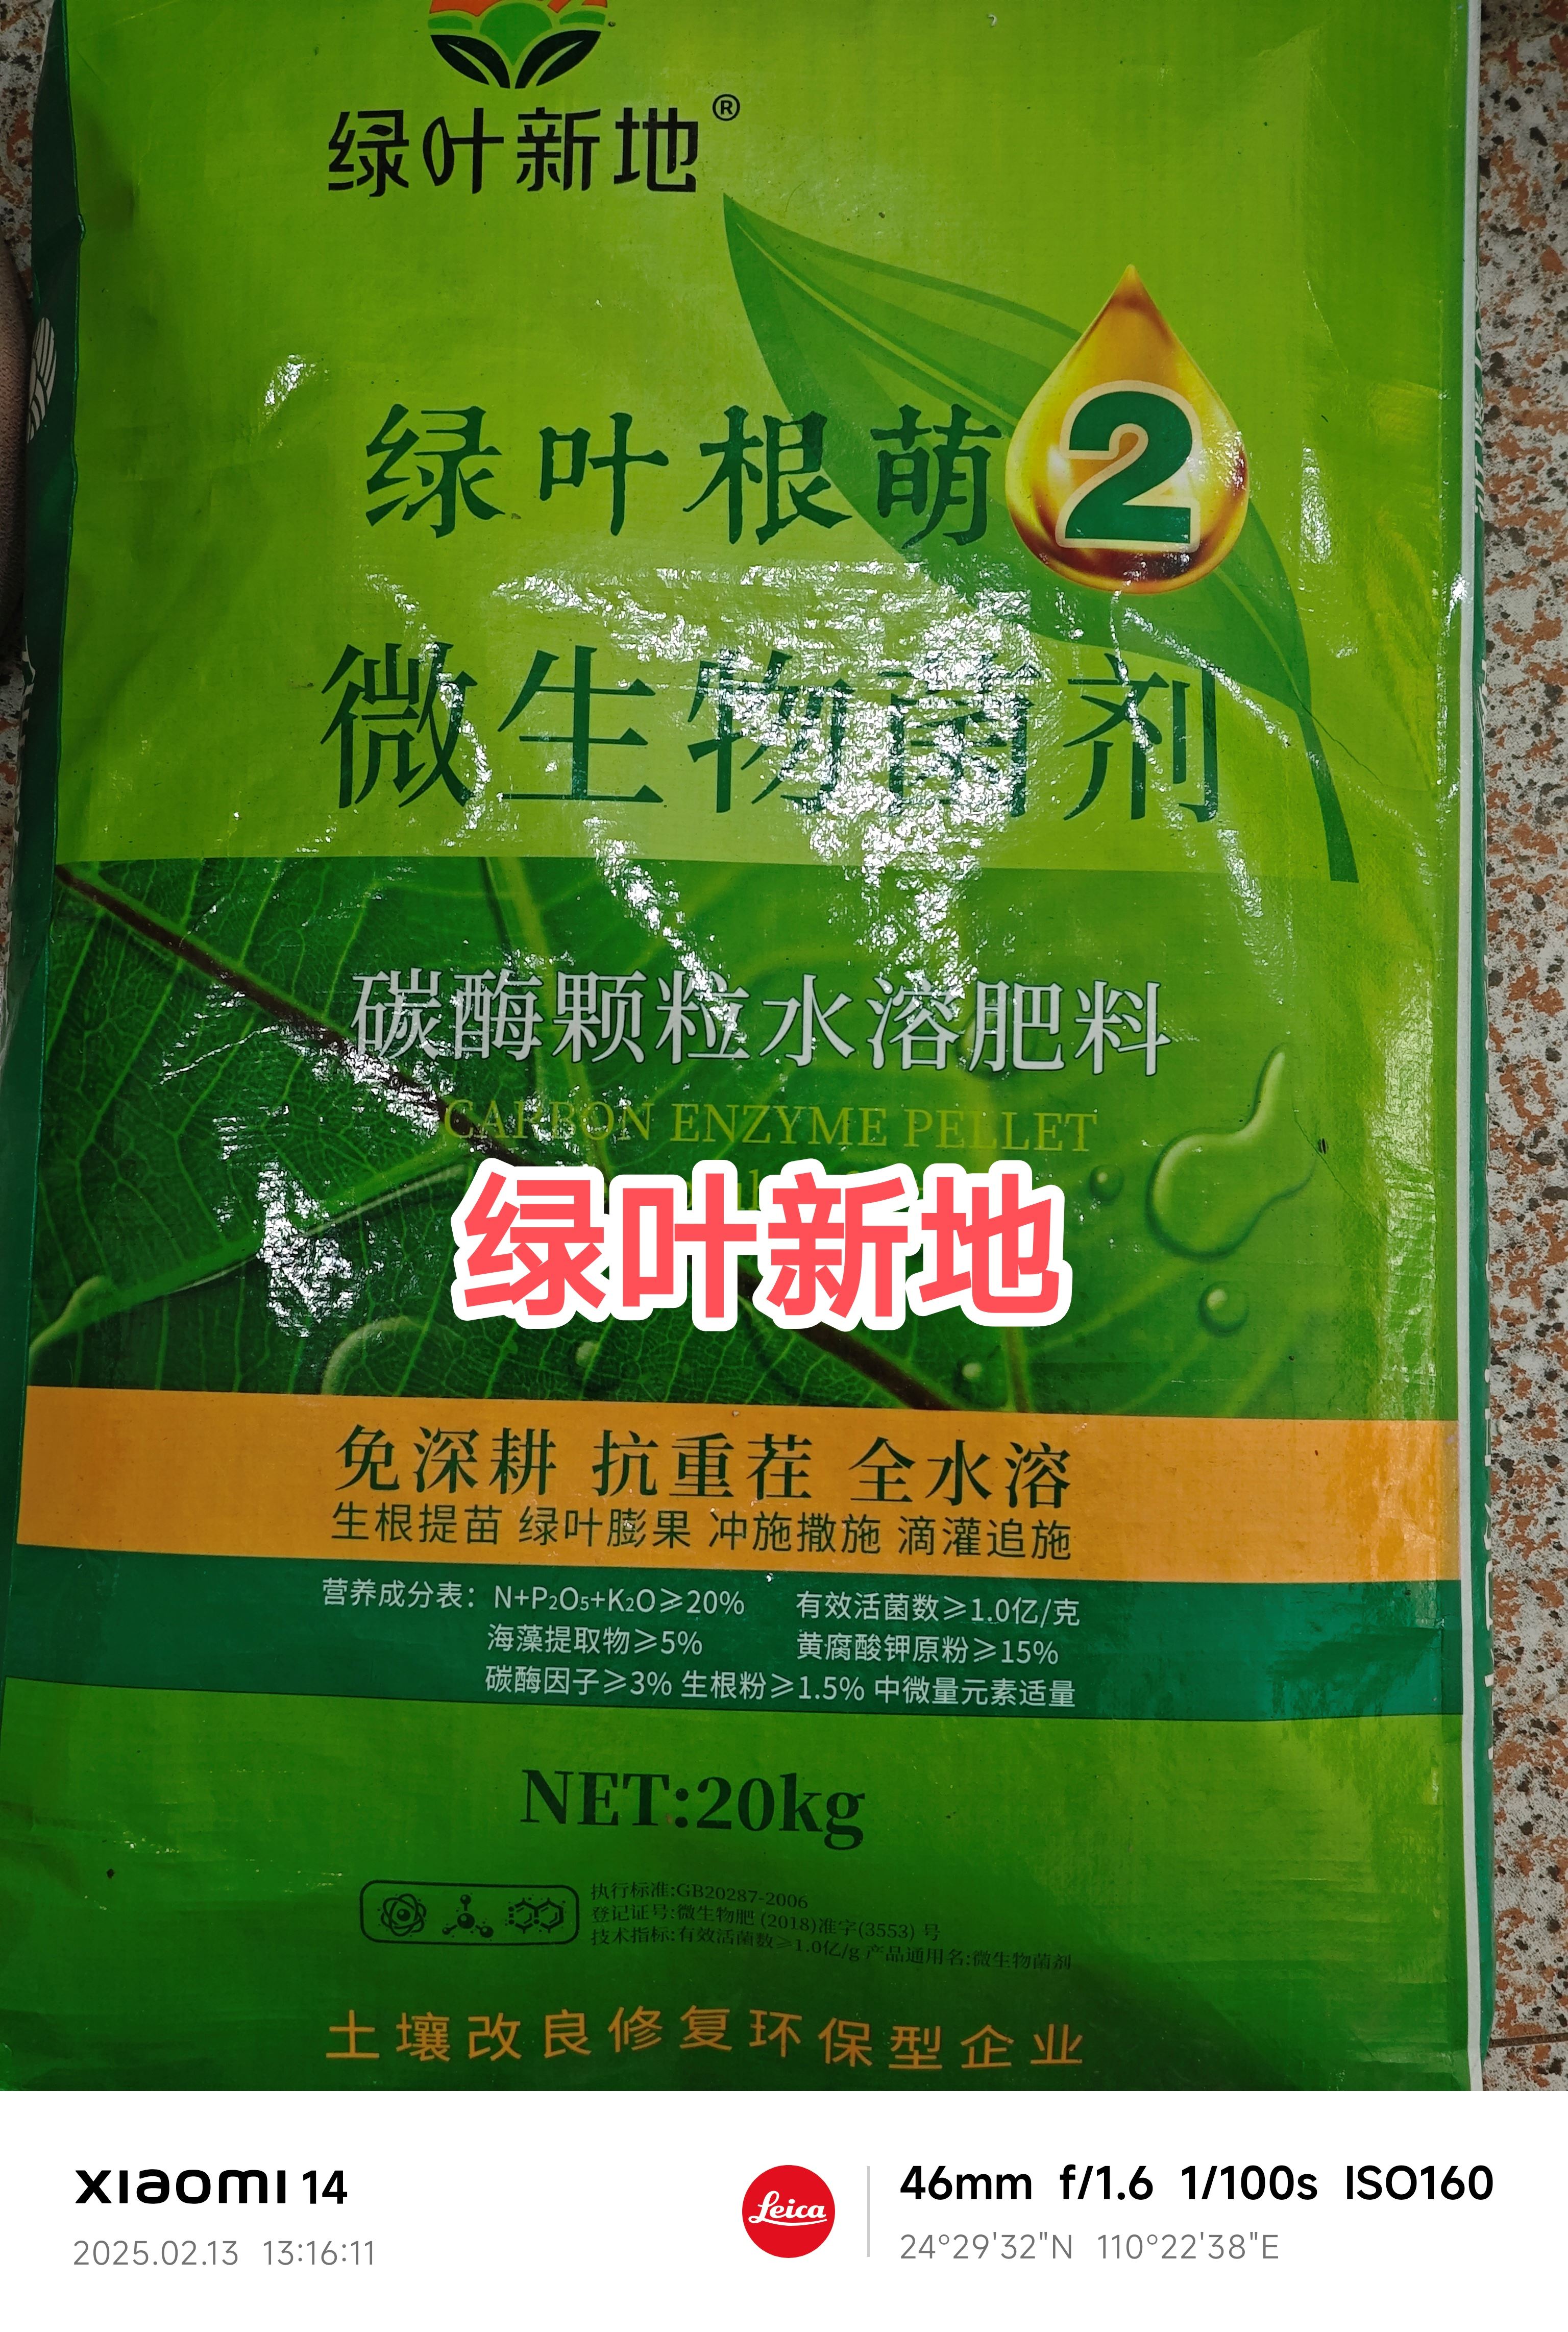 绿叶新地®
绿叶根萌2
微生物菌剂
碳酶颗粒水溶肥料
CARBON ENZYME PELLET
绿叶新地
免深耕 抗重茬 全水溶
生根提苗 绿叶膨果 冲施撒施 滴灌追施
营养成分表：N+P₂O₅+K₂O≥20% 有效活菌数≥1.0亿/克
海藻提取物≥5% 黄腐酸钾原粉≥15%
碳酶因子≥3% 生根粉≥1.5% 中微量元素适量
NET:20kg
执行标准:GB20287-2006
登记证号:微生物肥 (2018)准字(3553) 号
技术指标:有效活菌数≥1.0亿/g 产品通用名:微生物菌剂
土壤改良修复环保型企业
xiaomi 14
2025.02.13 13:16:11
Leica
46mm f/1.6 1/100s ISO160
24°29'32"N 110°22'38"E